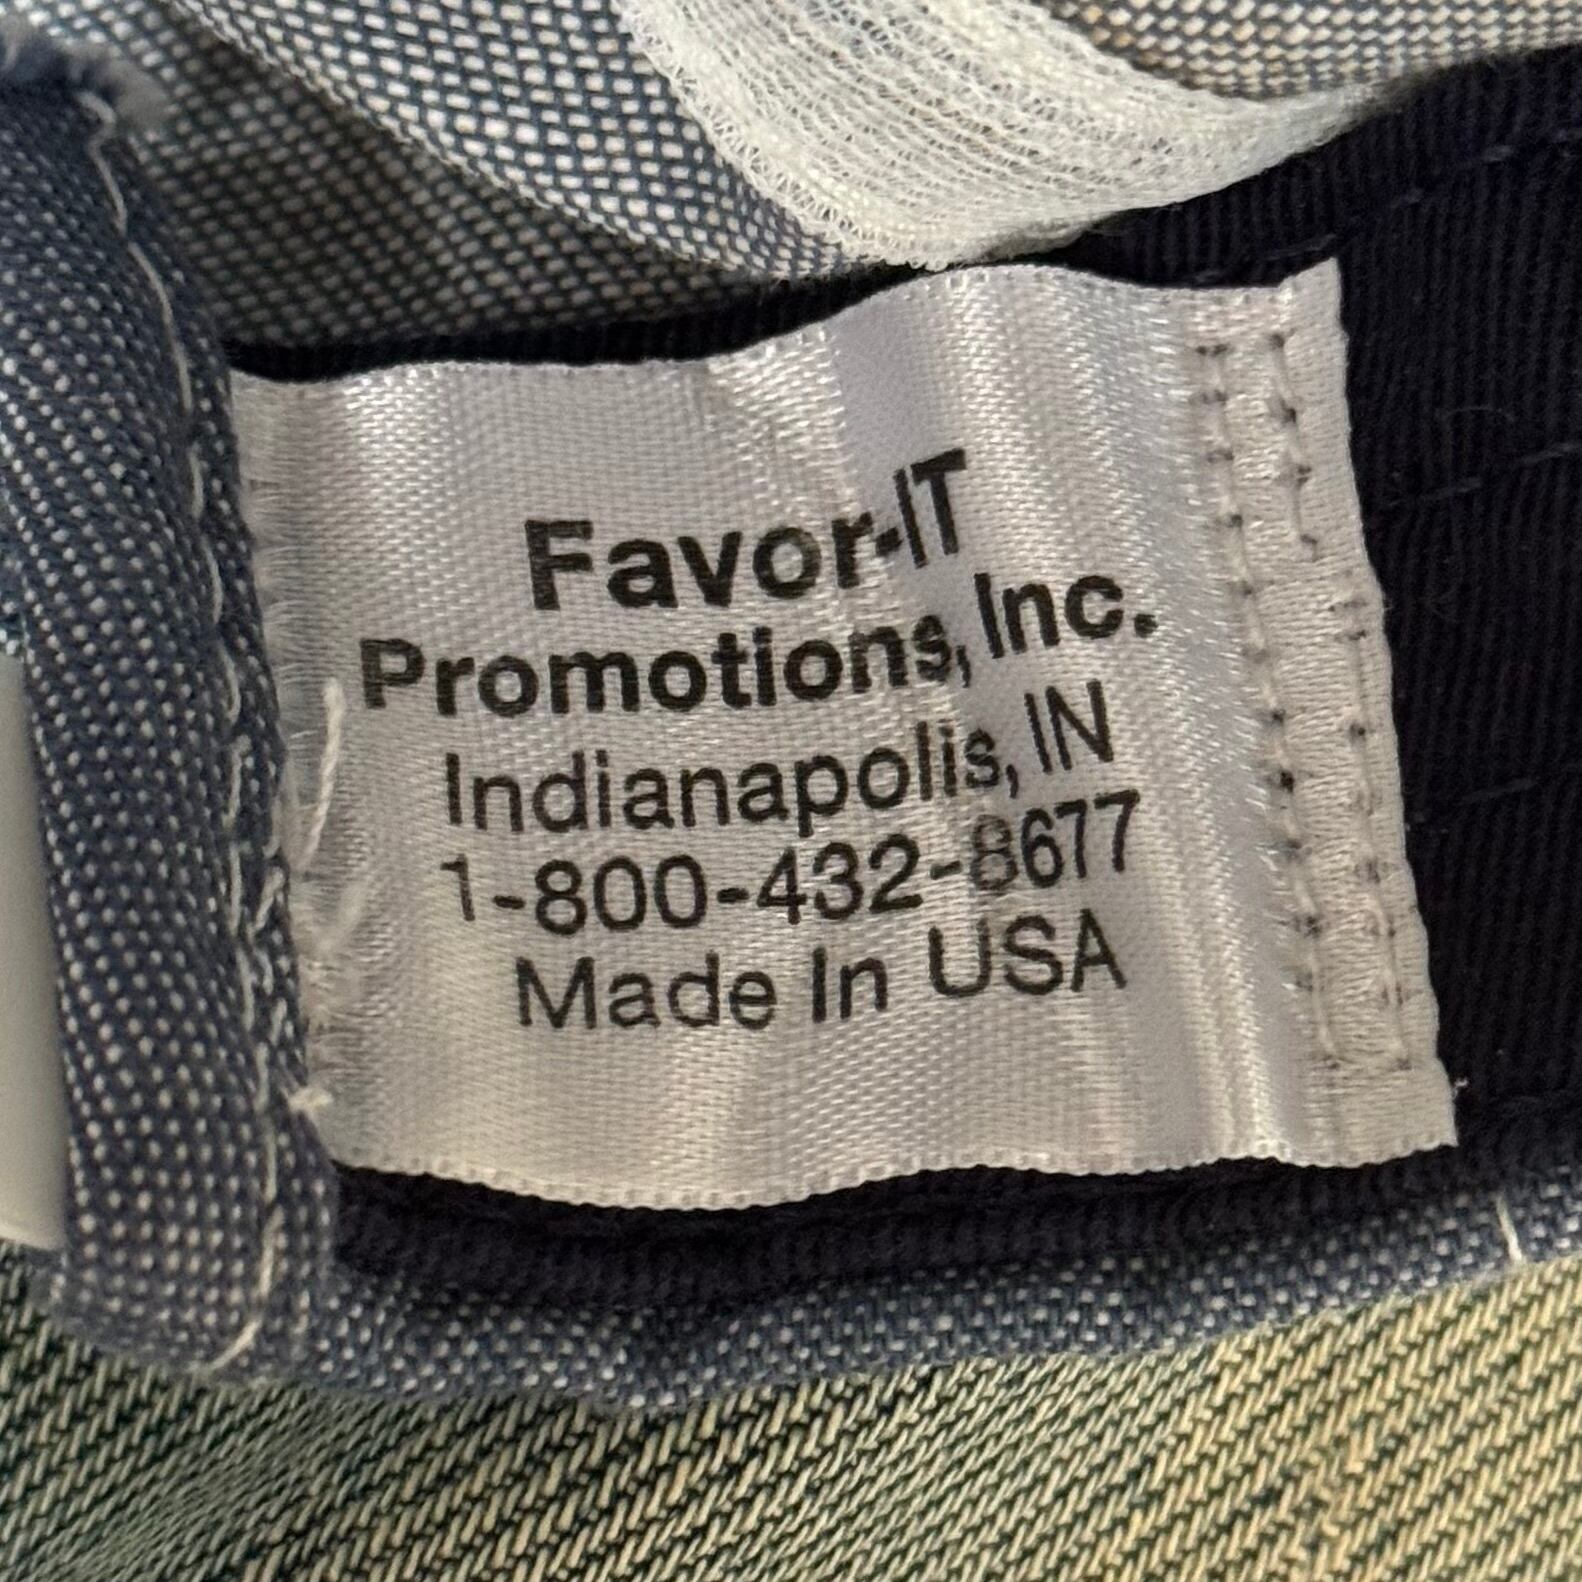 Favor-IT
Promotions, Inc.
Indianapolis, IN
1-800-432-8677
Made In USA